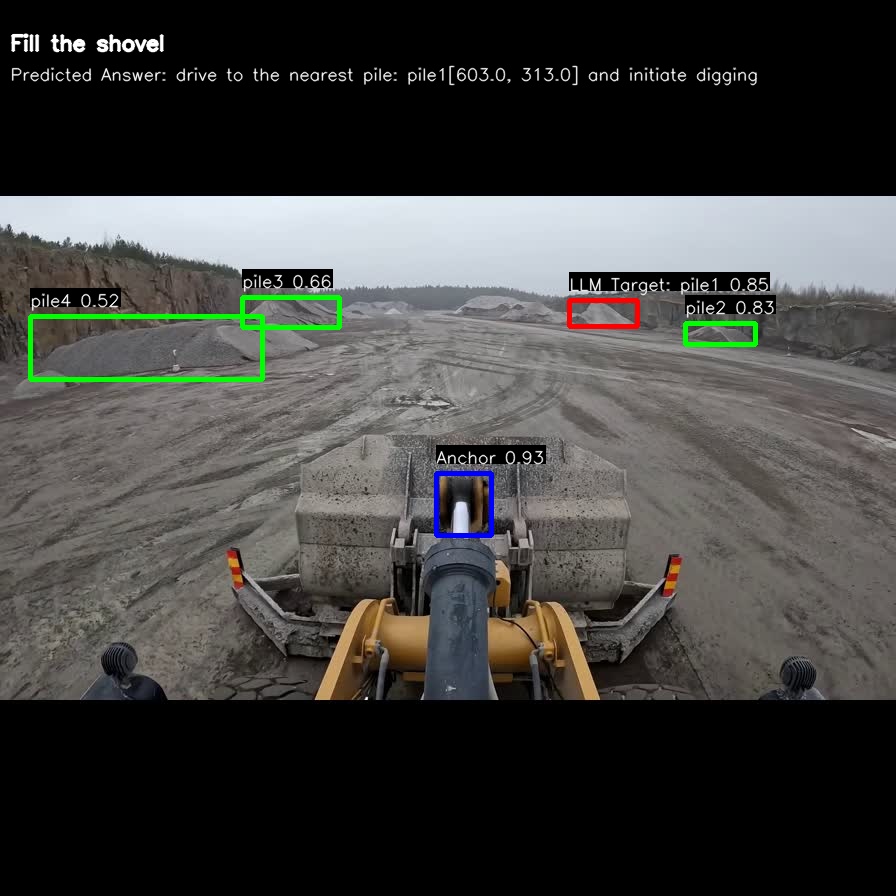 Fill the shovel
Predicted Answer: drive to the nearest pile: pile1[603.0, 313.0] and initiate digging
pile3 0.66
LLM Target: pile1 0.85
pile4 0.52
pile2 0.83
Anchor 0.93